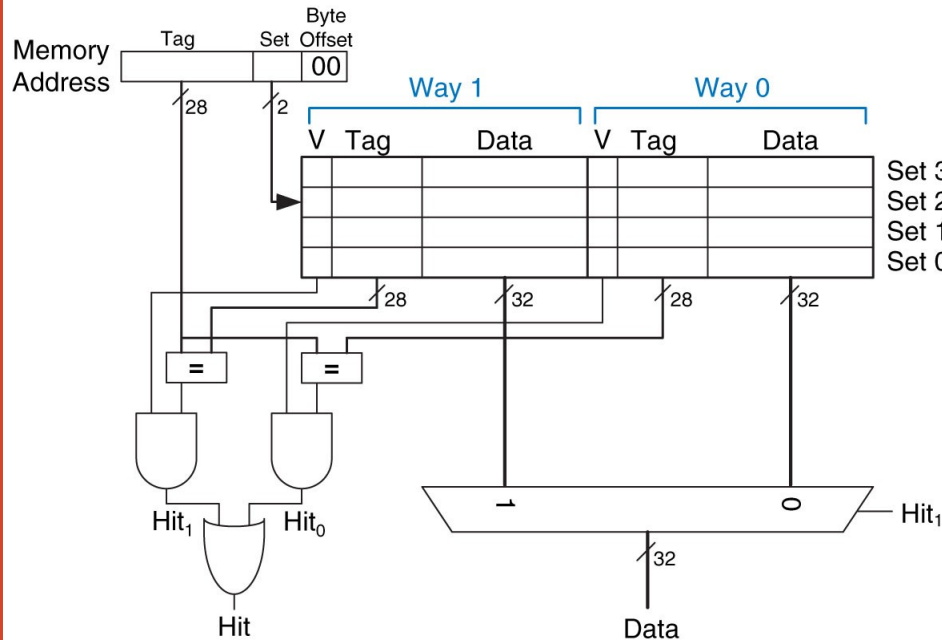 Byte
Tag Set Offset
Memory
Address
00
28 2
Way 1 Way 0
V Tag Data V Tag Data
Set 3
Set 2
Set 1
Set 0
28 32 28 32
= =
1 0
Hit1 Hit0 Hit1
32
Hit Data